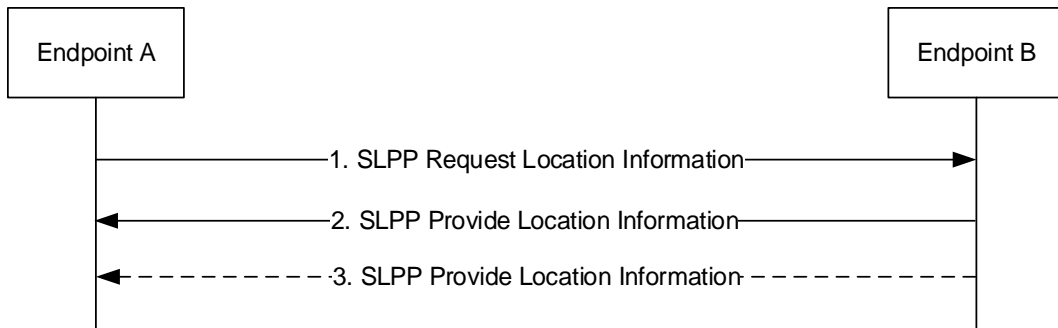 Endpoint A
Endpoint B
1. SLPP Request Location Information
2. SLPP Provide Location Information
3. SLPP Provide Location Information